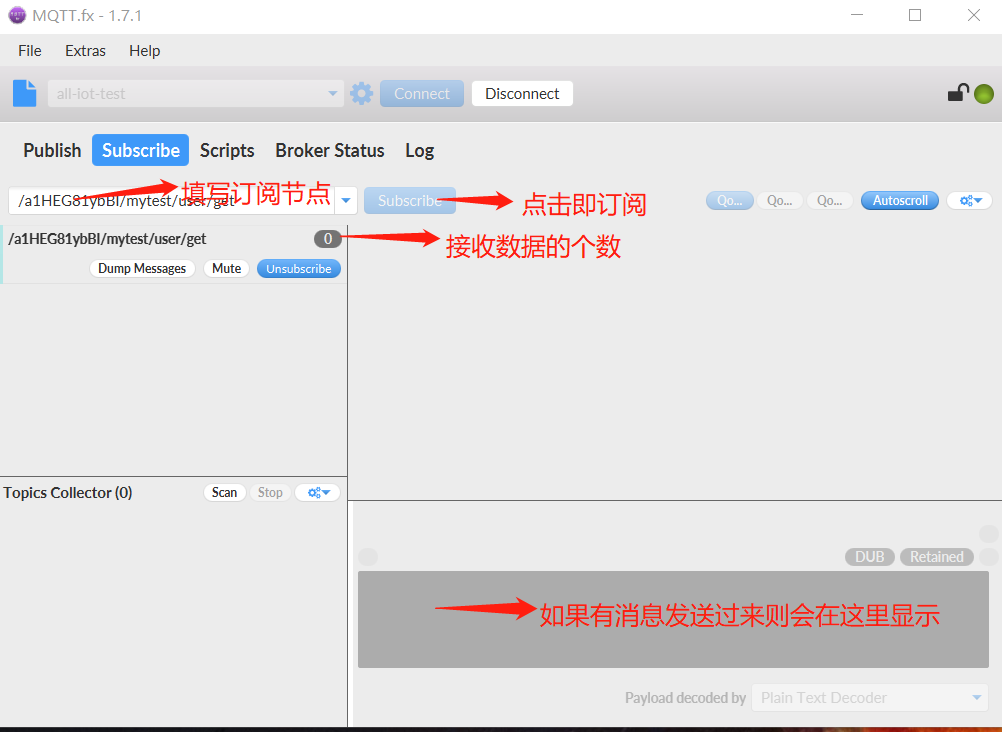 MQTT.fx - 1.7.1
File Extras Help
all-iot-test Connect Disconnect
Publish Subscribe Scripts Broker Status Log
/a1HEG81ybBI/mytest/user/get 填写订阅节点 Subscribe 点击即订阅 Qo... Qo... Qo... Autoscroll
/a1HEG81ybBI/mytest/user/get 0 接收数据的个数
Dump Messages Mute Unsubscribe
Topics Collector (0) Scan Stop
DUB Retained
如果有消息发送过来则会在这里显示
Payload decoded by Plain Text Decoder